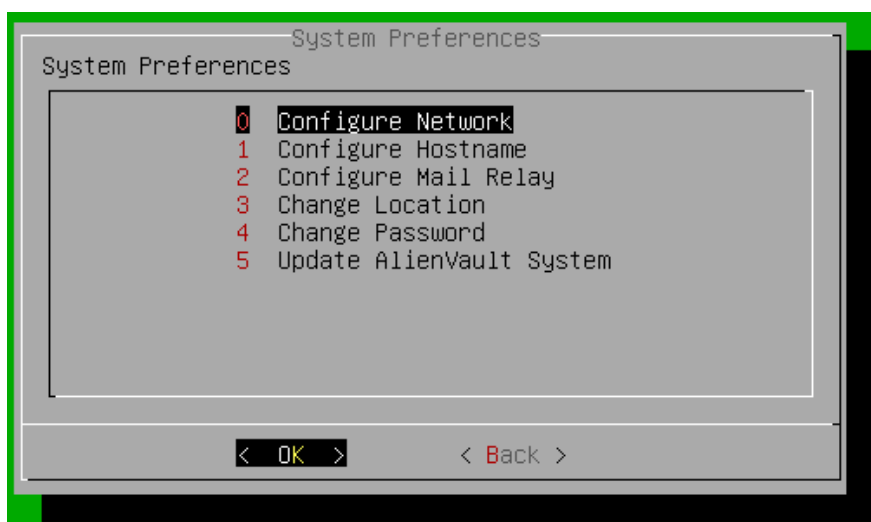 System Preferences
System Preferences
0 Configure Network
1 Configure Hostname
2 Configure Mail Relay
3 Change Location
4 Change Password
5 Update AlienVault System
< OK > < Back >